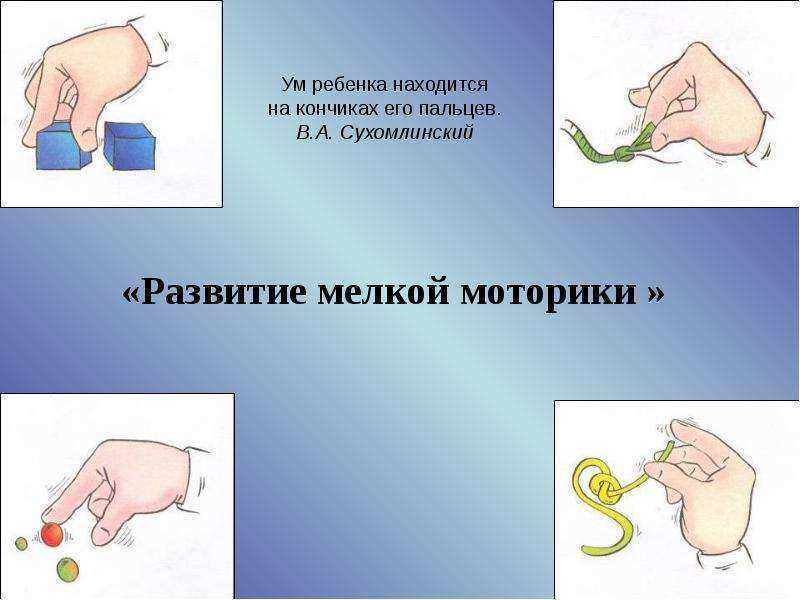 Ум ребенка находится
на кончиках его пальцев.
В.А. Сухомлинский
«Развитие мелкой моторики »